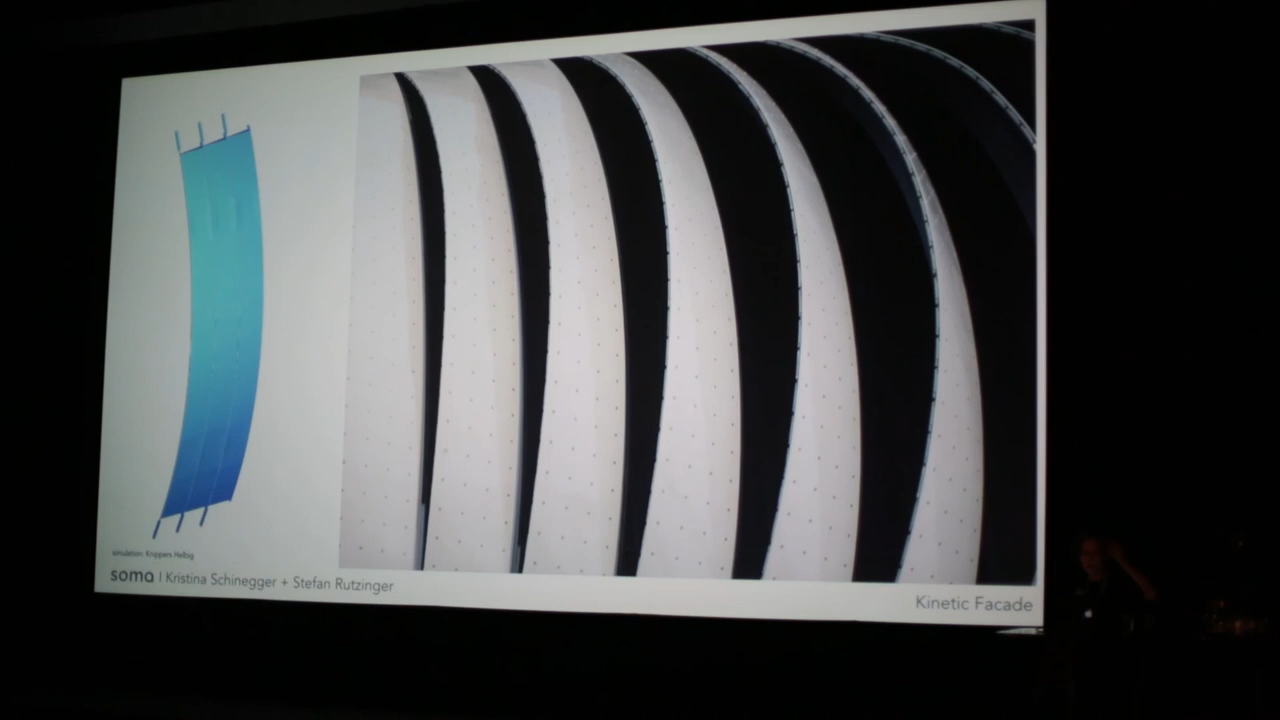 simulation: Knippers Helbig
soma | Kristina Schinegger + Stefan Rutzinger
Kinetic Facade